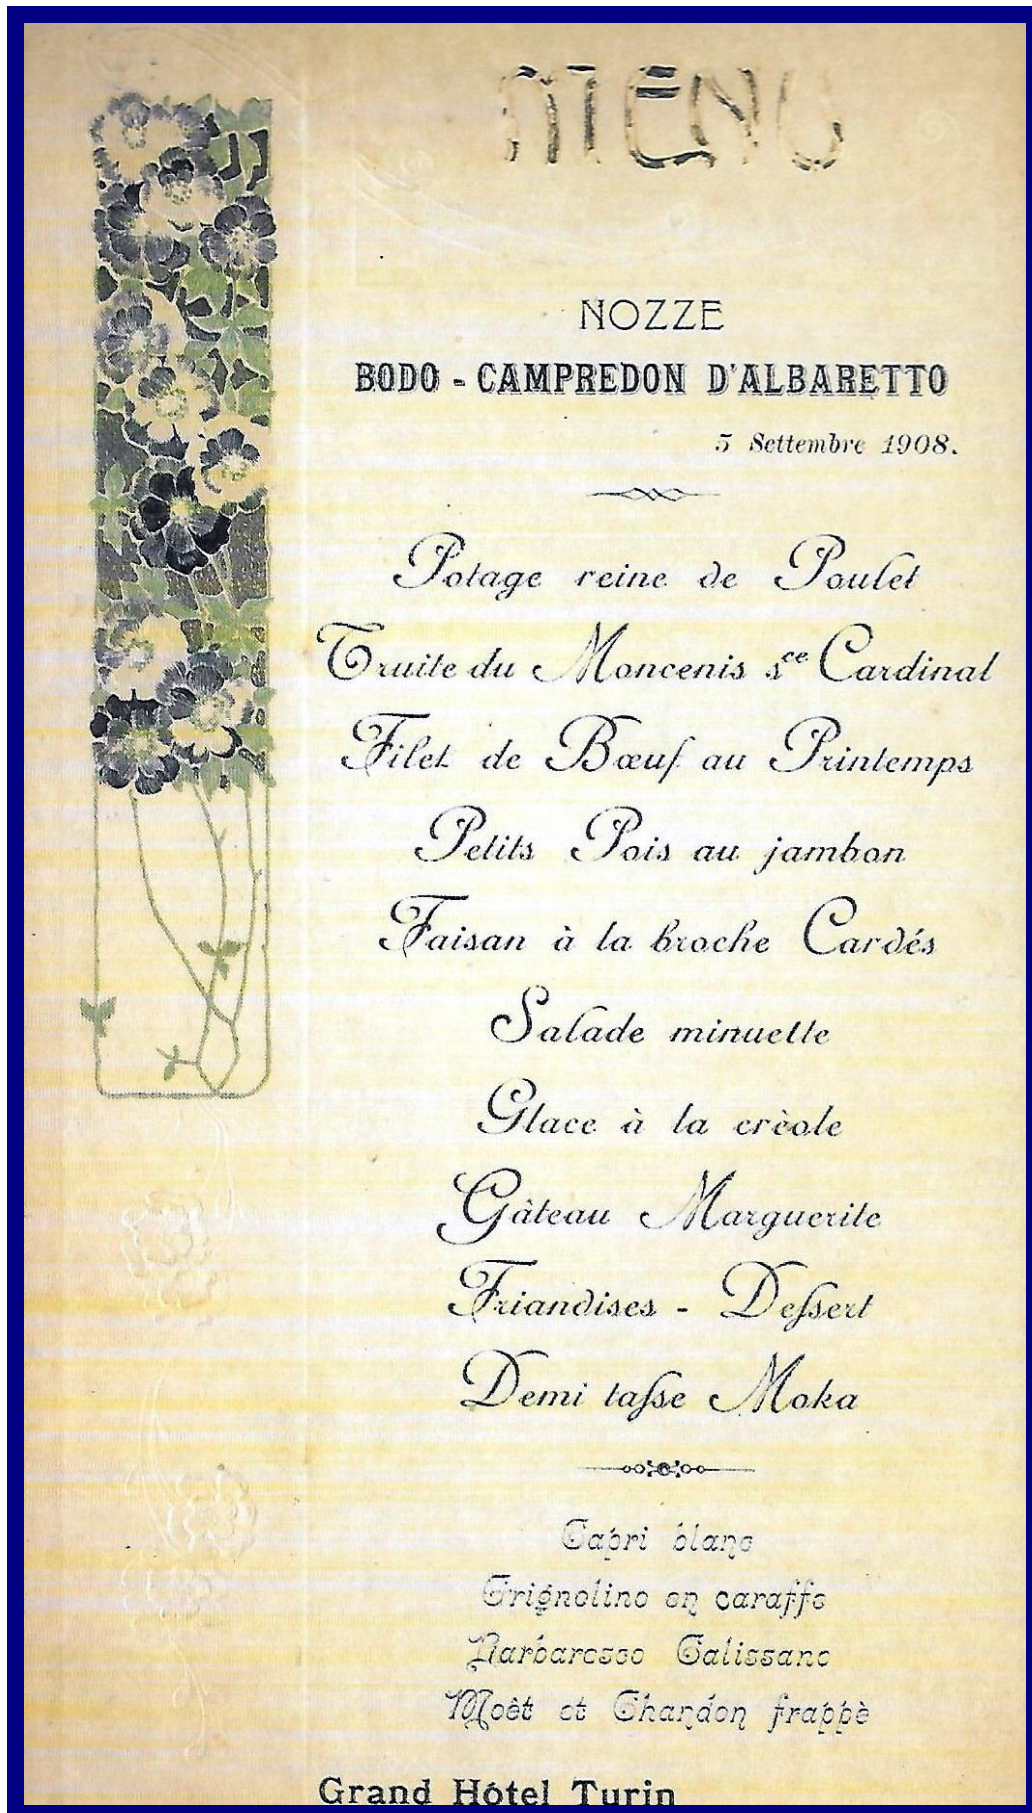 MENU
NOZZE
BODO - CAMPREDON D'ALBARETTO
5 Settembre 1908.
Potage reine de Poulet
Truite du Moncenis sce Cardinal
Filet de Bœuf au Printemps
Petits Pois au jambon
Faisan à la broche Cardés
Salade minuette
Glace à la crèole
Gâteau Marguerite
Friandises - Dessert
Demi tasse Moka
Capri blanc
Grignolino en caraffe
Barbaresco Calissano
Moët et Chandon frappè
Grand Hôtel Turin